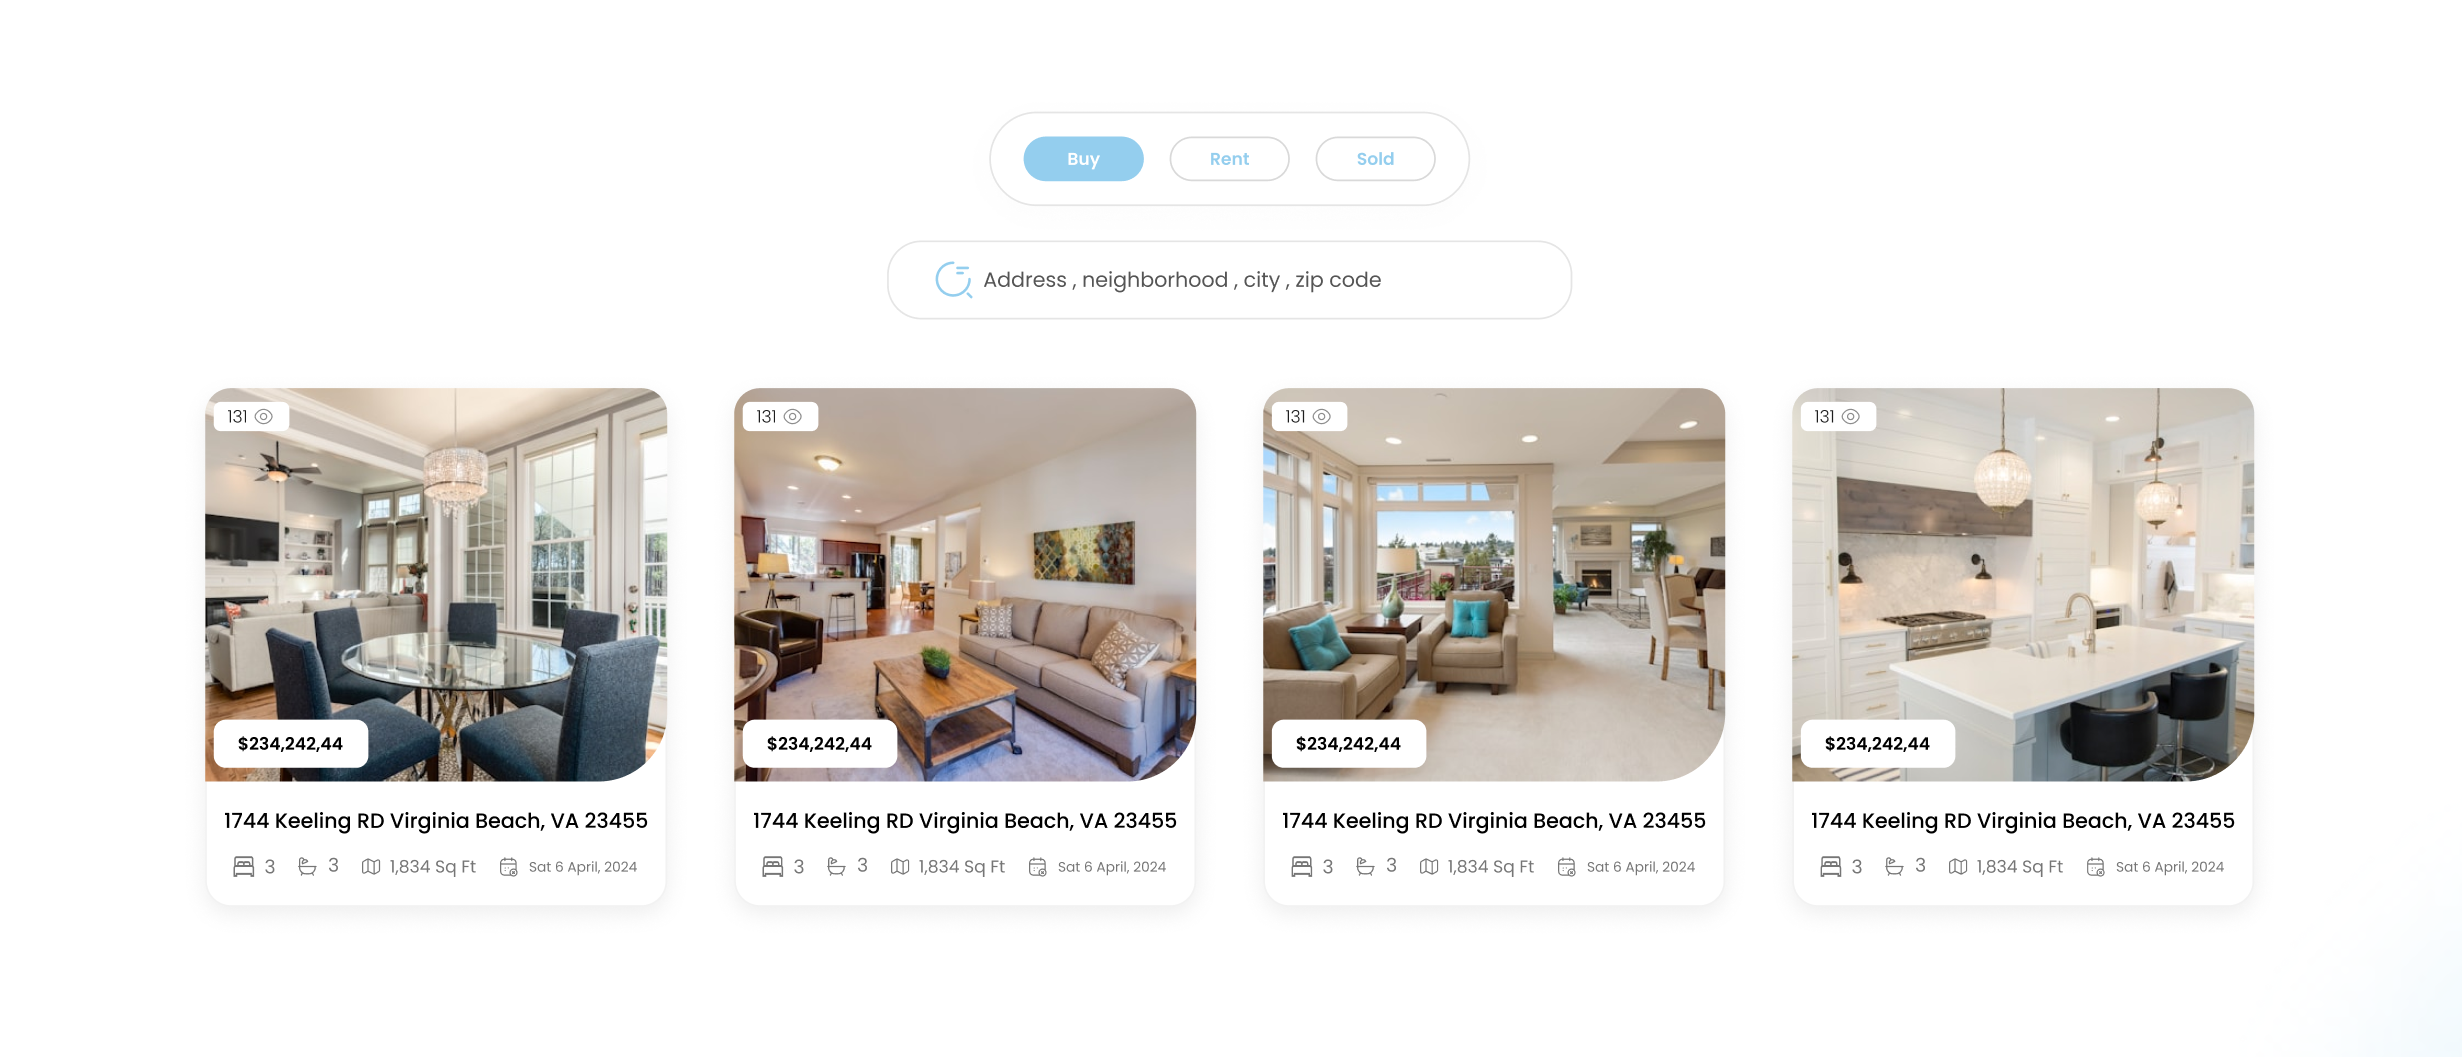 Buy Rent Sold
Address , neighborhood , city , zip code
131
131
131
131
$234,242,44
$234,242,44
$234,242,44
$234,242,44
1744 Keeling RD Virginia Beach, VA 23455
1744 Keeling RD Virginia Beach, VA 23455
1744 Keeling RD Virginia Beach, VA 23455
1744 Keeling RD Virginia Beach, VA 23455
3 3 1,834 Sq Ft Sat 6 April, 2024
3 3 1,834 Sq Ft Sat 6 April, 2024
3 3 1,834 Sq Ft Sat 6 April, 2024
3 3 1,834 Sq Ft Sat 6 April, 2024